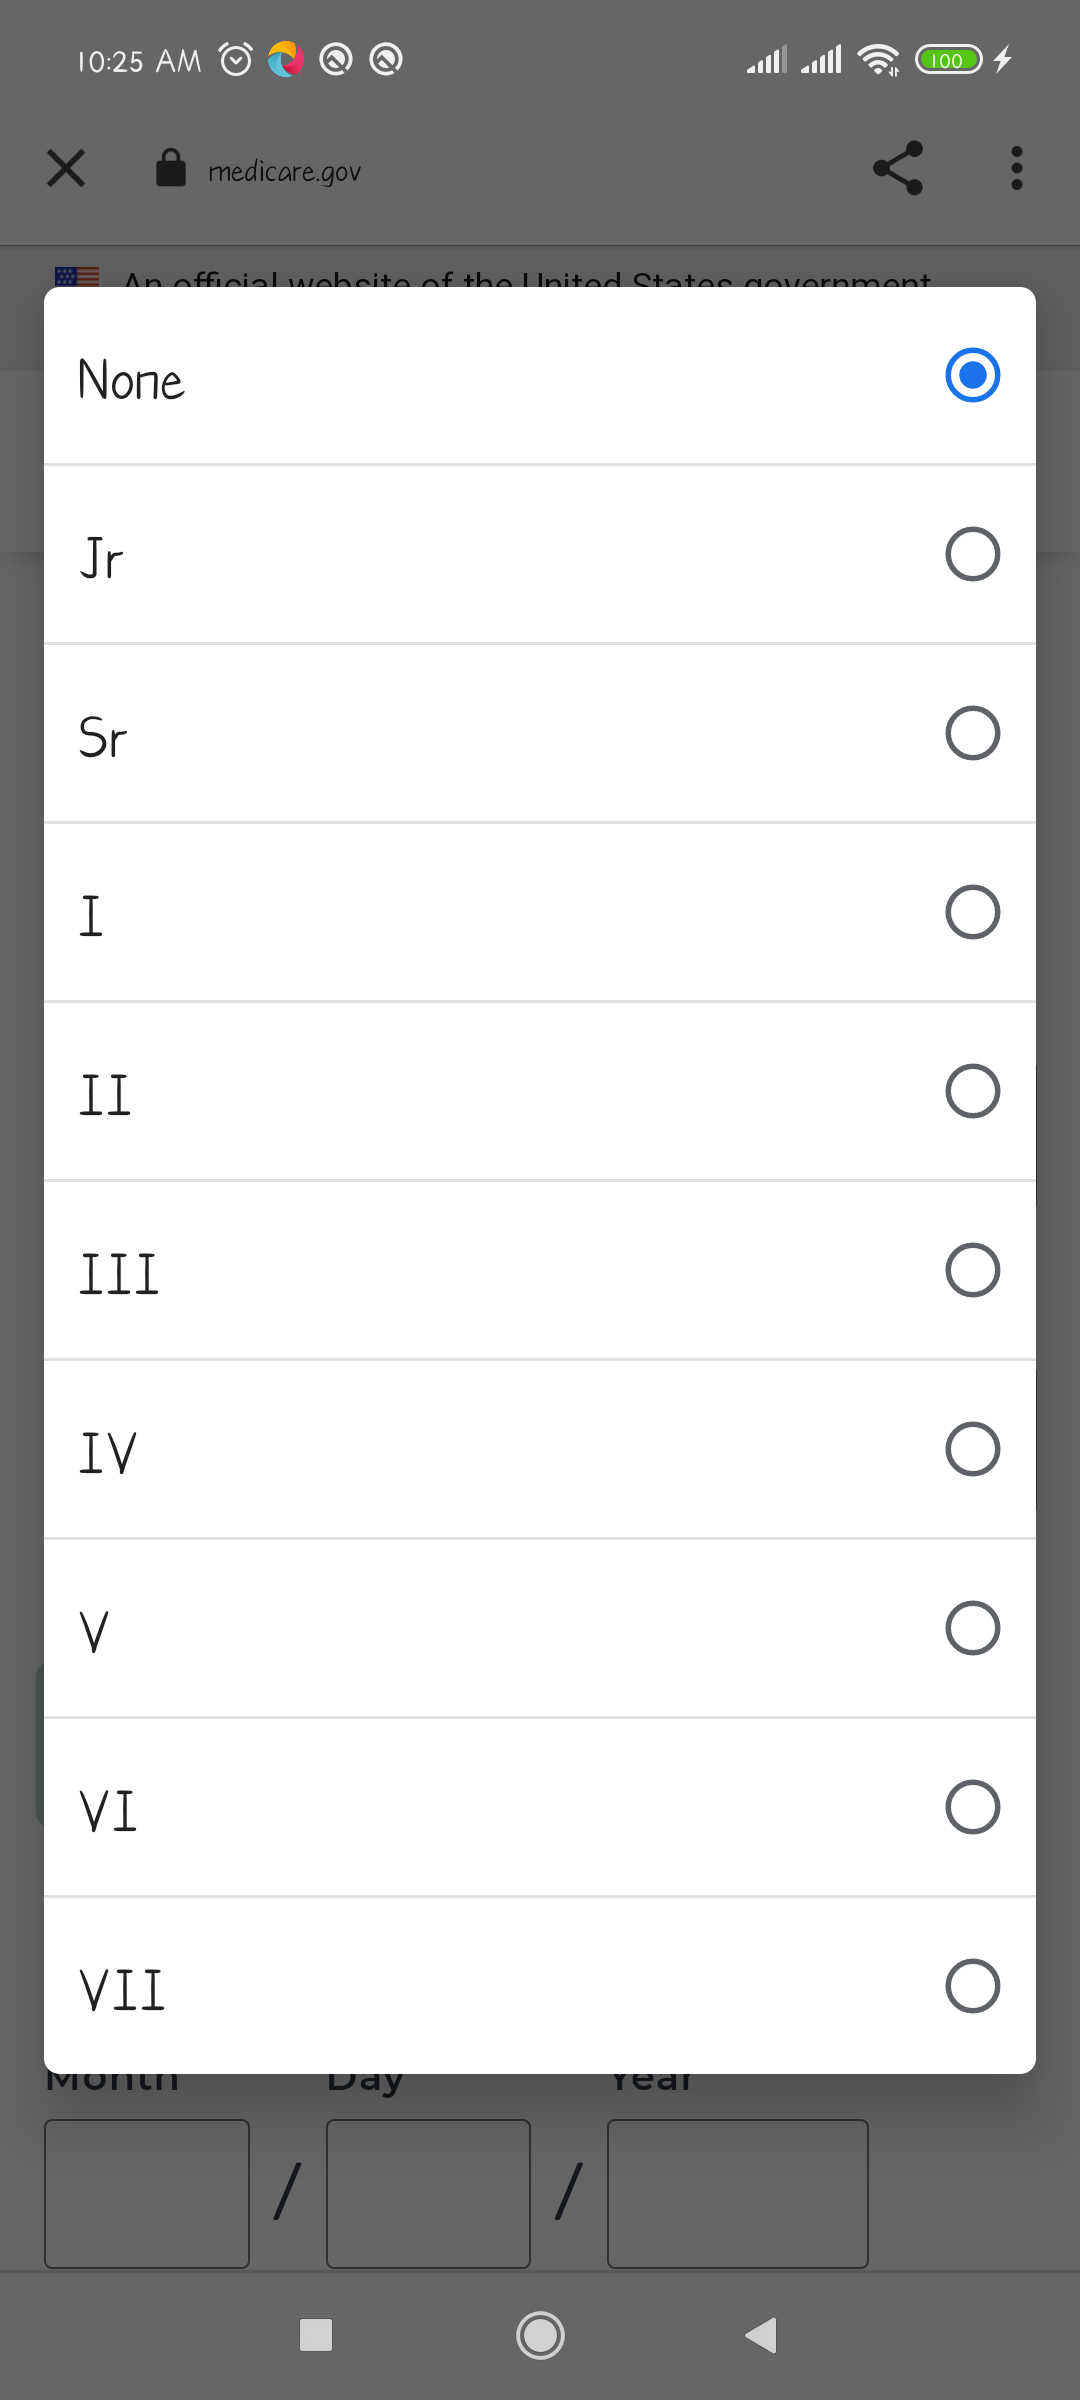 10:25 AM 100
medicare.gov
An official website of the United States government
None
Jr
Sr
I
II
III
IV
V
VI
VII
Month Day Year
/ /